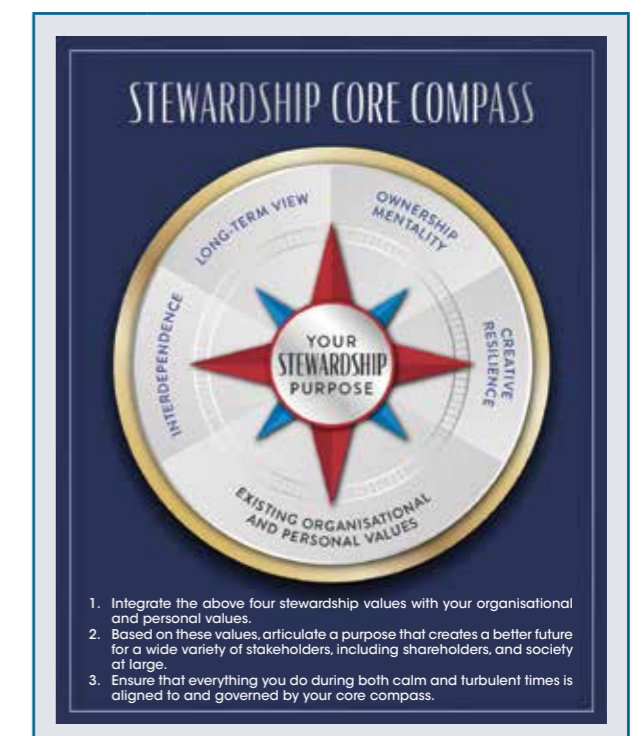 STEWARDSHIP CORE COMPASS
LONG-TERM VIEW
OWNERSHIP
MENTALITY
INTERDEPENDENCE
CREATIVE
RESILIENCE
YOUR
STEWARDSHIP
PURPOSE
EXISTING ORGANISATIONAL
AND PERSONAL VALUES
1. Integrate the above four stewardship values with your organisational
and personal values.
2. Based on these values, articulate a purpose that creates a better future
for a wide variety of stakeholders, including shareholders, and society
at large.
3. Ensure that everything you do during both calm and turbulent times is
aligned to and governed by your core compass.